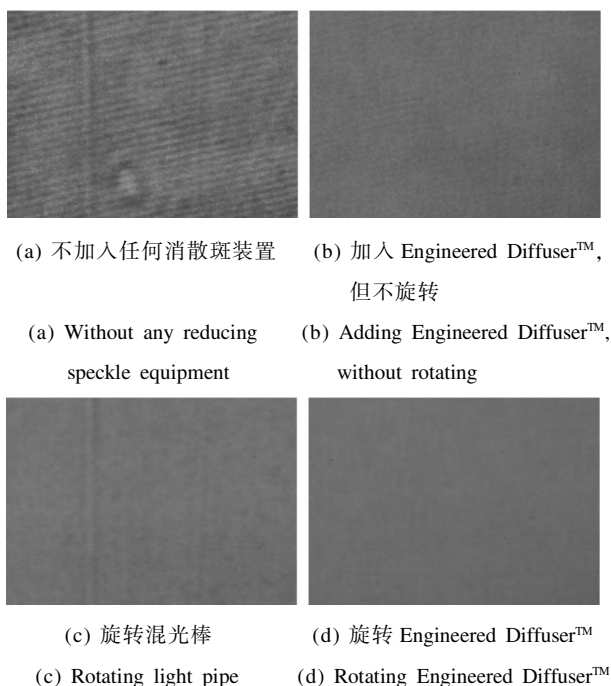 (a) 不加入任何消散斑装置
(b) 加入 Engineered Diffuser™,
但不旋转
(a) Without any reducing
speckle equipment
(b) Adding Engineered Diffuser™,
without rotating
(c) 旋转混光棒
(d) 旋转 Engineered Diffuser™
(c) Rotating light pipe
(d) Rotating Engineered Diffuser™